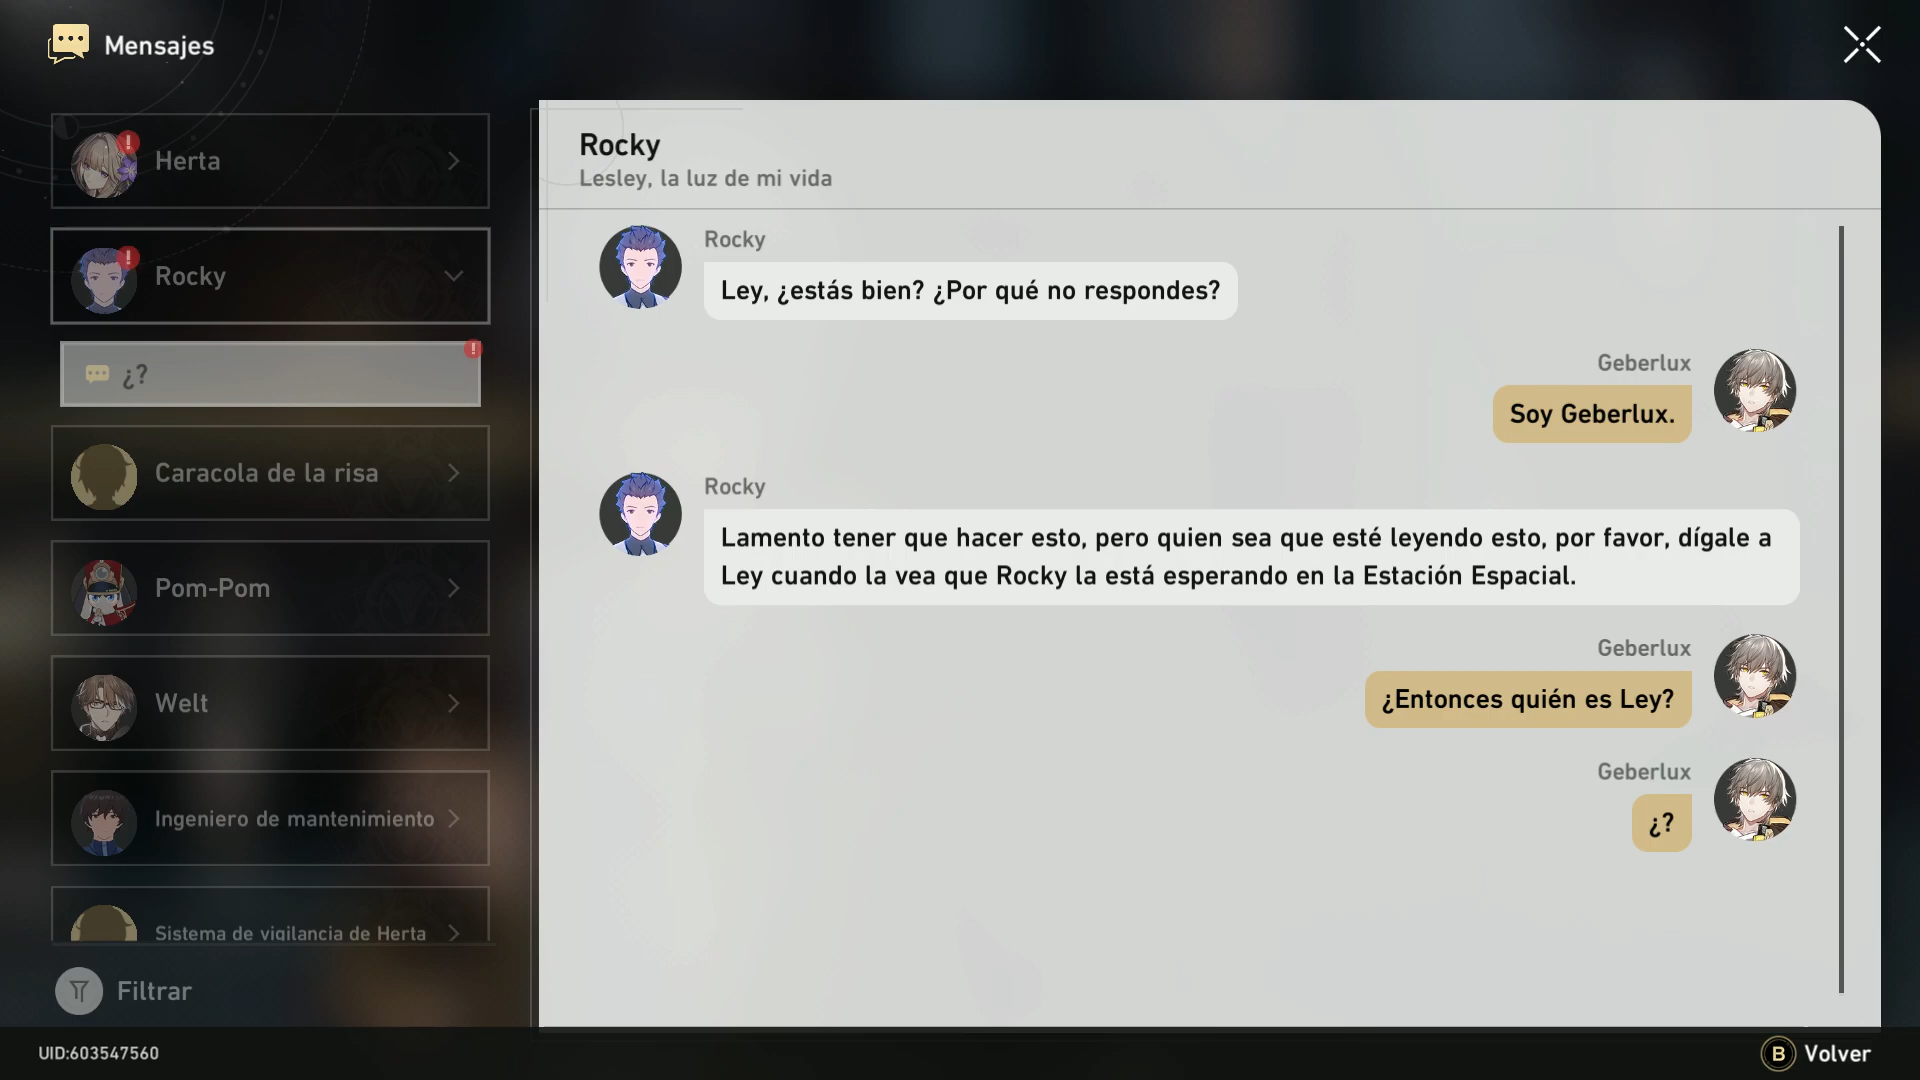 Mensajes
Herta
Rocky
¿?
Caracola de la risa
Pom-Pom
Welt
Ingeniero de mantenimiento
Sistema de vigilancia de Herta
Filtrar
Rocky
Lesley, la luz de mi vida
Rocky
Ley, ¿estás bien? ¿Por qué no respondes?
Geberlux
Soy Geberlux.
Rocky
Lamento tener que hacer esto, pero quien sea que esté leyendo esto, por favor, dígale a
Ley cuando la vea que Rocky la está esperando en la Estación Espacial.
Geberlux
¿Entonces quién es Ley?
Geberlux
¿?
UID:603547560
B Volver